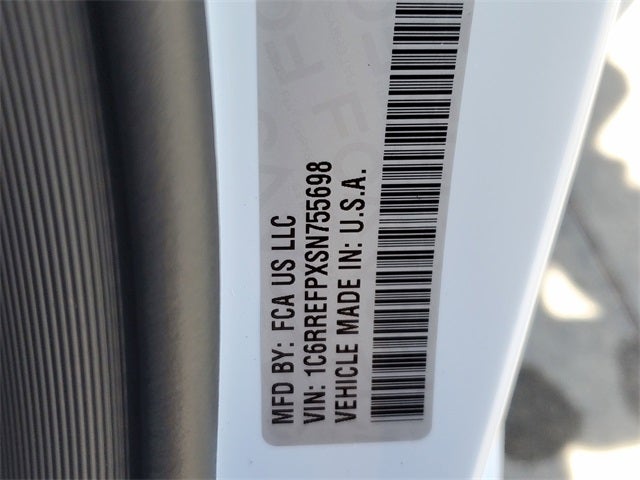 MFD BY: FCA US LLC
VIN: 1C6RREFPXSN755698
VEHICLE MADE IN: U.S.A.